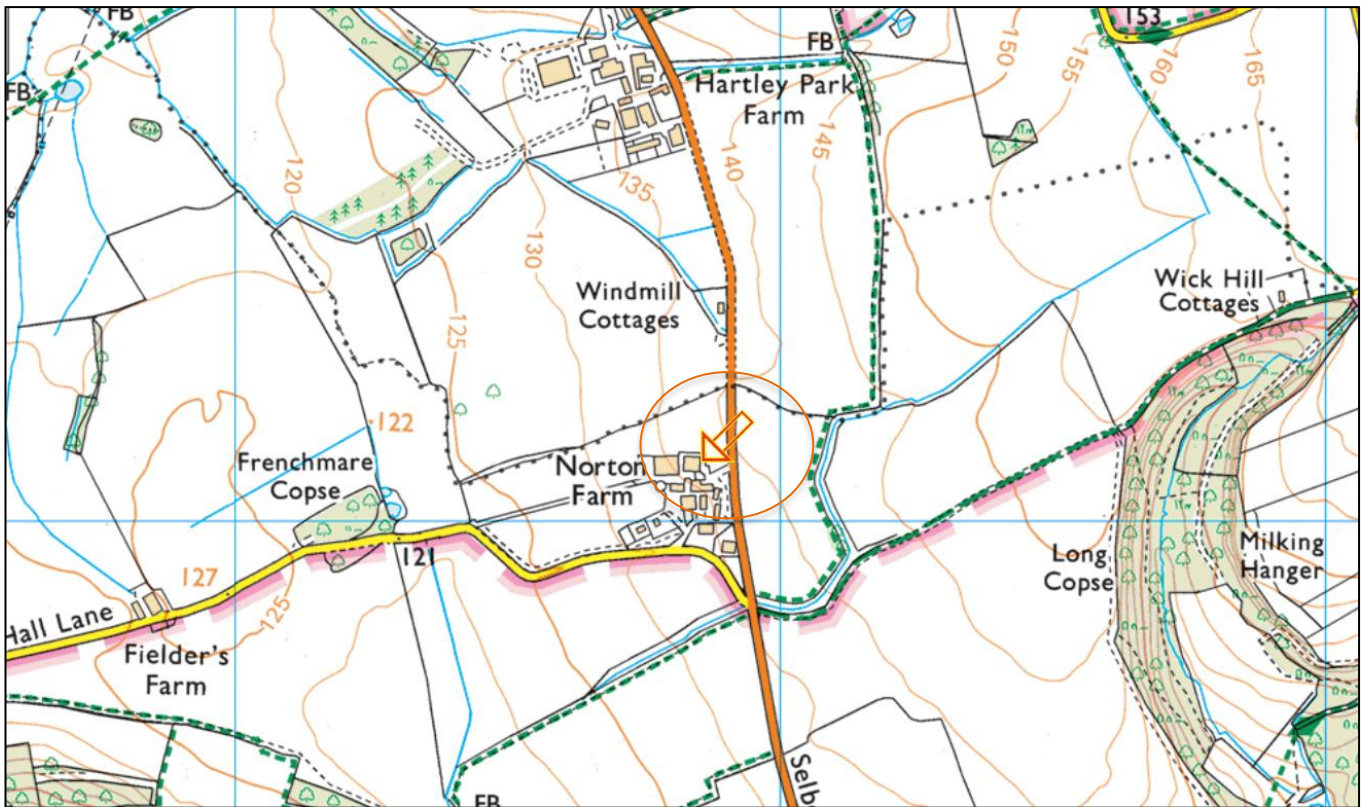 FB
FB
153
FB
Hartley Park
Farm
150
155
160
165
145
140
135
120
130
125
Windmill
Cottages
Wick Hill
Cottages
122
Frenchmare
Copse
Norton
Farm
121
127
125
Hall Lane
Fielder's
Farm
Long
Copse
Milking
Hanger
Selb
FB